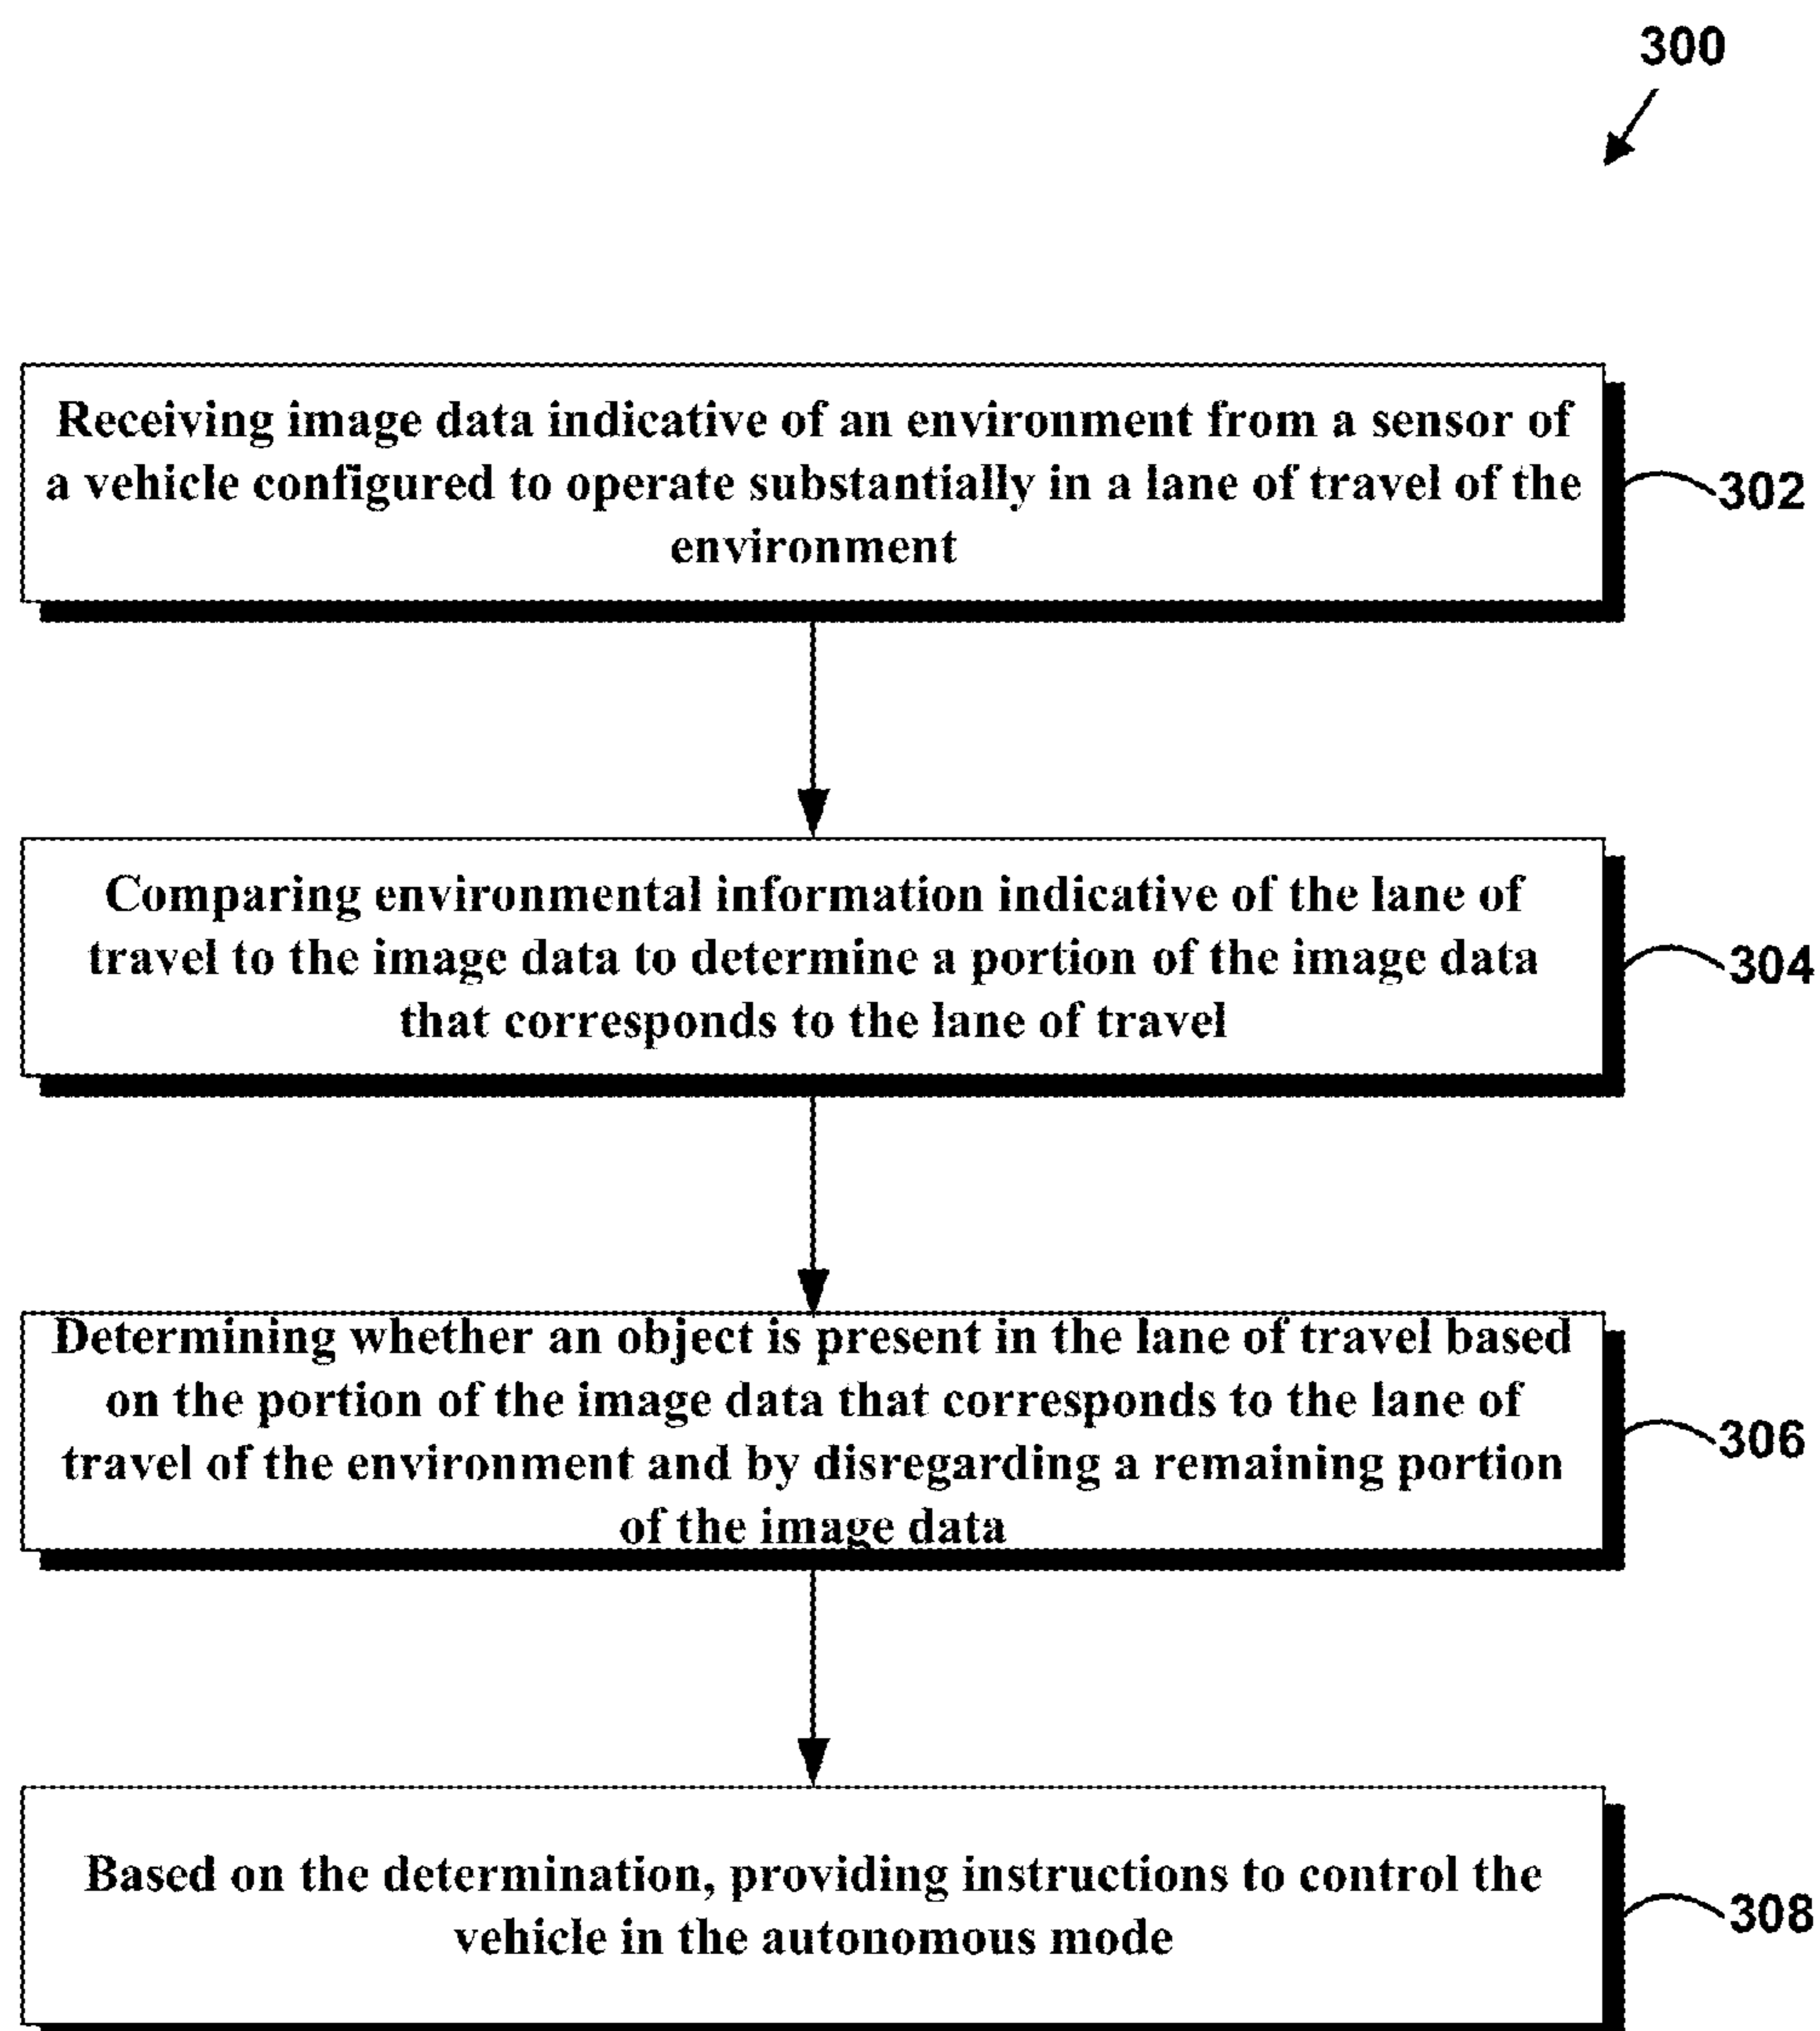 300
Receiving image data indicative of an environment from a sensor of
a vehicle configured to operate substantially in a lane of travel of the
environment
302
Comparing environmental information indicative of the lane of
travel to the image data to determine a portion of the image data
that corresponds to the lane of travel
304
Determining whether an object is present in the lane of travel based
on the portion of the image data that corresponds to the lane of
travel of the environment and by disregarding a remaining portion
of the image data
306
Based on the determination, providing instructions to control the
vehicle in the autonomous mode
308